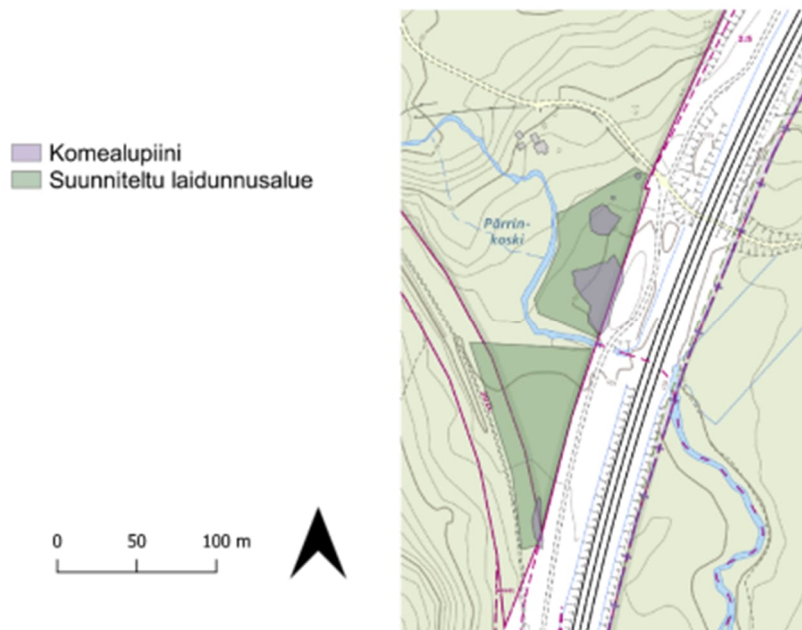 Komealupiini
Suunniteltu laidunnusalue
Pärrin-
koski
0 50 100 m